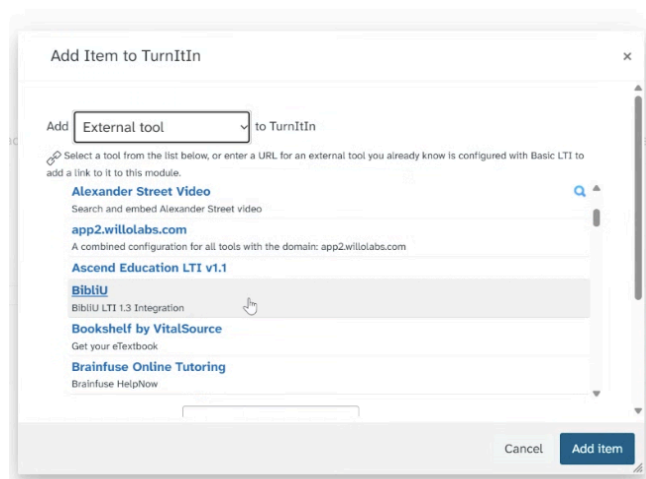 Add Item to TurnItIn
Add External tool to TurnItIn
Select a tool from the list below, or enter a URL for an external tool you already know is configured with Basic LTI to
add a link to it to this module.
Alexander Street Video
Search and embed Alexander Street video
app2.willolabs.com
A combined configuration for all tools with the domain: app2.willolabs.com
Ascend Education LTI v1.1
BibliU
BibliU LTI 1.3 Integration
Bookshelf by VitalSource
Get your eTextbook
Brainfuse Online Tutoring
Brainfuse HelpNow
Cancel Add item